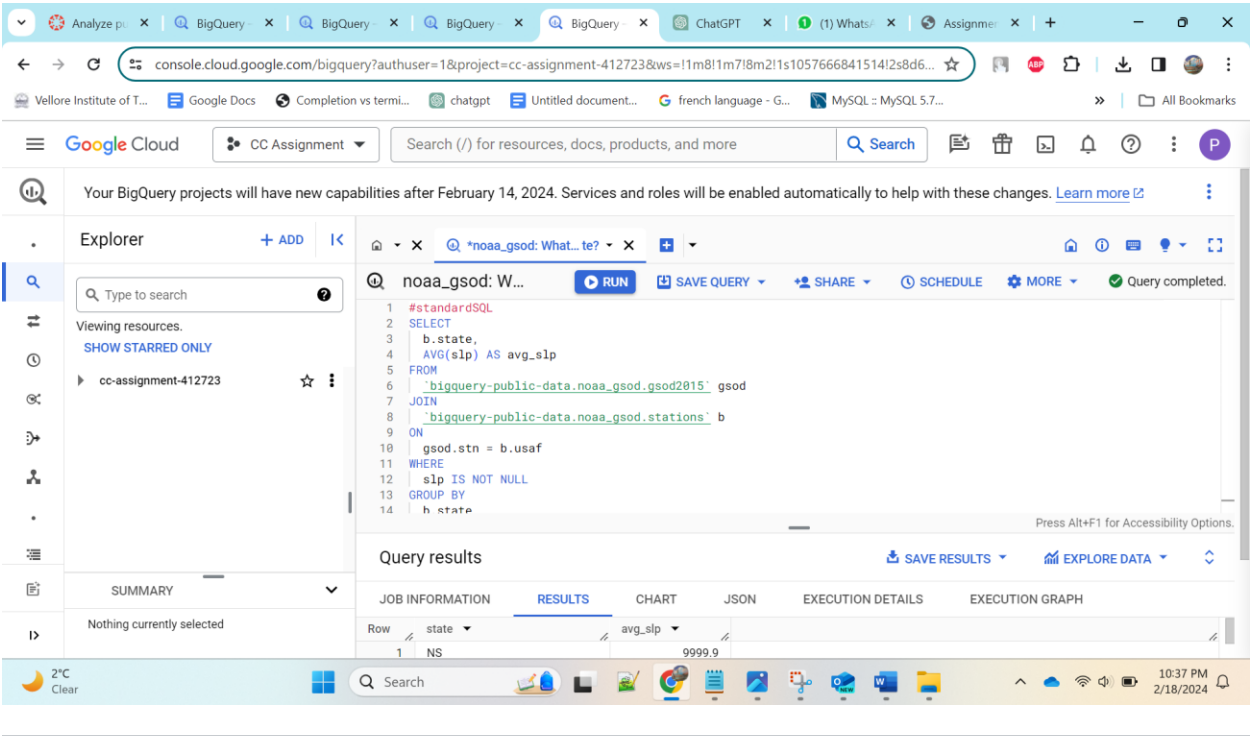 Analyze pu
BigQuery –
BigQuery –
BigQuery –
BigQuery –
ChatGPT
(1) WhatsA
Assignmen
console.cloud.google.com/bigquery?authuser=1&project=cc-assignment-412723&ws=!1m8!1m7!8m2!1s1057666841514!2s8d6...
ABP
Vellore Institute of T...
Google Docs
Completion vs termi...
chatgpt
Untitled document...
french language - G...
MySQL :: MySQL 5.7...
»
All Bookmarks
Google Cloud
CC Assignment
Search (/) for resources, docs, products, and more
Search
P
Your BigQuery projects will have new capabilities after February 14, 2024. Services and roles will be enabled automatically to help with these changes. Learn more
Explorer
+ ADD
*noaa_gsod: What... te?
Type to search
Viewing resources.
SHOW STARRED ONLY
cc-assignment-412723
SUMMARY
Nothing currently selected
noaa_gsod: W...
RUN
SAVE QUERY
SHARE
SCHEDULE
MORE
Query completed.
1 #standardSQL
2 SELECT
3 b.state,
4 AVG(slp) AS avg_slp
5 FROM
6 `bigquery-public-data.noaa_gsod.gsod2015` gsod
7 JOIN
8 `bigquery-public-data.noaa_gsod.stations` b
9 ON
10 gsod.stn = b.usaf
11 WHERE
12 slp IS NOT NULL
13 GROUP BY
14 b.state
Press Alt+F1 for Accessibility Options.
Query results
SAVE RESULTS
EXPLORE DATA
JOB INFORMATION
RESULTS
CHART
JSON
EXECUTION DETAILS
EXECUTION GRAPH
Row state avg_slp
1 NS 9999.9
2°C
Clear
Search
NEW
10:37 PM
2/18/2024